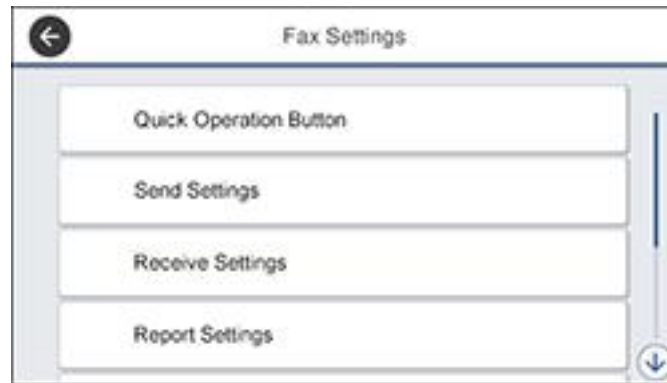 Fax Settings
Quick Operation Button
Send Settings
Receive Settings
Report Settings